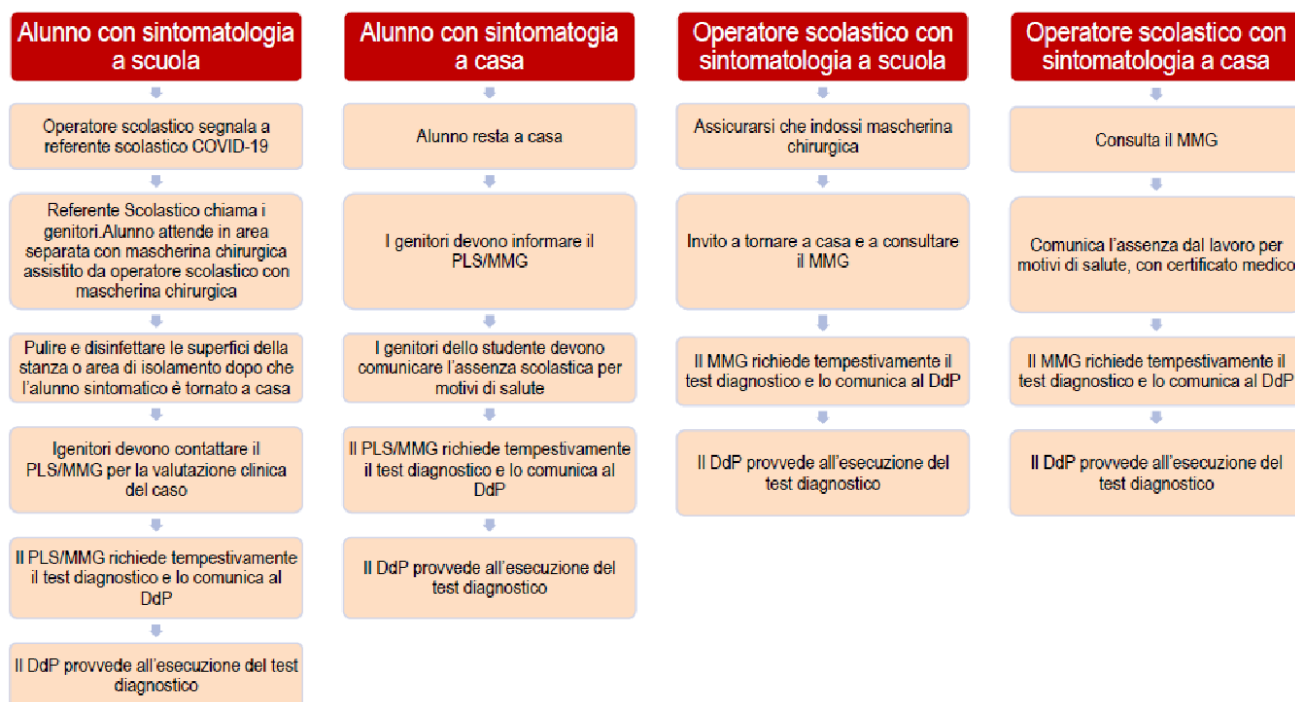 Alunno con sintomatologia
a scuola
Operatore scolastico segnala a
referente scolastico COVID-19
Referente Scolastico chiama i
genitori.Alunno attende in area
separata con mascherina chirurgica
assistito da operatore scolastico con
mascherina chirurgica
Pulire e disinfettare le superfici della
stanza o area di isolamento dopo che
l'alunno sintomatico è tornato a casa
Igenitori devono contattare il
PLS/MMG per la valutazione clinica
del caso
Il PLS/MMG richiede tempestivamente
il test diagnostico e lo comunica al
DdP
Il DdP provvede all'esecuzione del test
diagnostico
Alunno con sintomatogia
a casa
Alunno resta a casa
I genitori devono informare il
PLS/MMG
I genitori dello studente devono
comunicare l'assenza scolastica per
motivi di salute
Il PLS/MMG richiede tempestivamente
il test diagnostico e lo comunica al
DdP
Il DdP provvede all'esecuzione del
test diagnostico
Operatore scolastico con
sintomatologia a scuola
Assicurarsi che indossi mascherina
chirurgica
Invito a tornare a casa e a consultare
il MMG
Il MMG richiede tempestivamente il
test diagnostico e lo comunica al DdP
Il DdP provvede all'esecuzione del
test diagnostico
Operatore scolastico con
sintomatologia a casa
Consulta il MMG
Comunica l'assenza dal lavoro per
motivi di salute, con certificato medico
Il MMG richiede tempestivamente il
test diagnostico e lo comunica al DdP
Il DdP provvede all'esecuzione del
test diagnostico